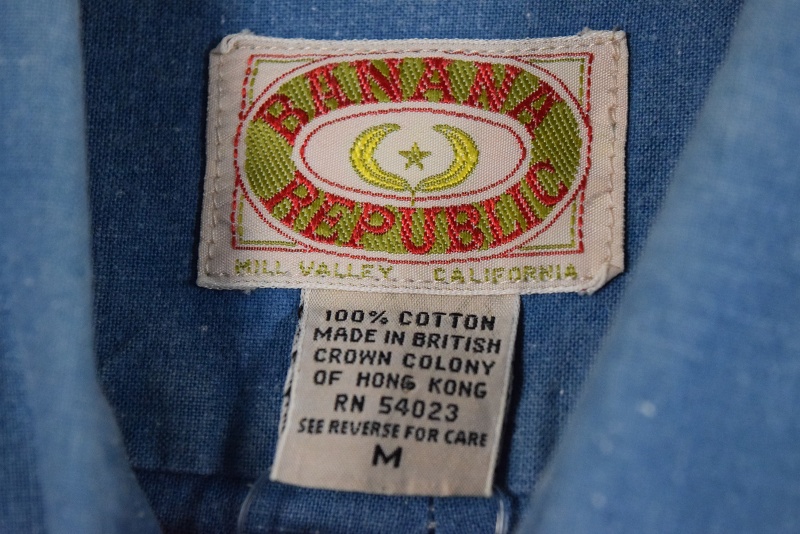 BANANA
REPUBLIC
MILL VALLEY CALIFORNIA
100% COTTON
MADE IN BRITISH
CROWN COLONY
OF HONG KONG
RN 54023
SEE REVERSE FOR CARE
M